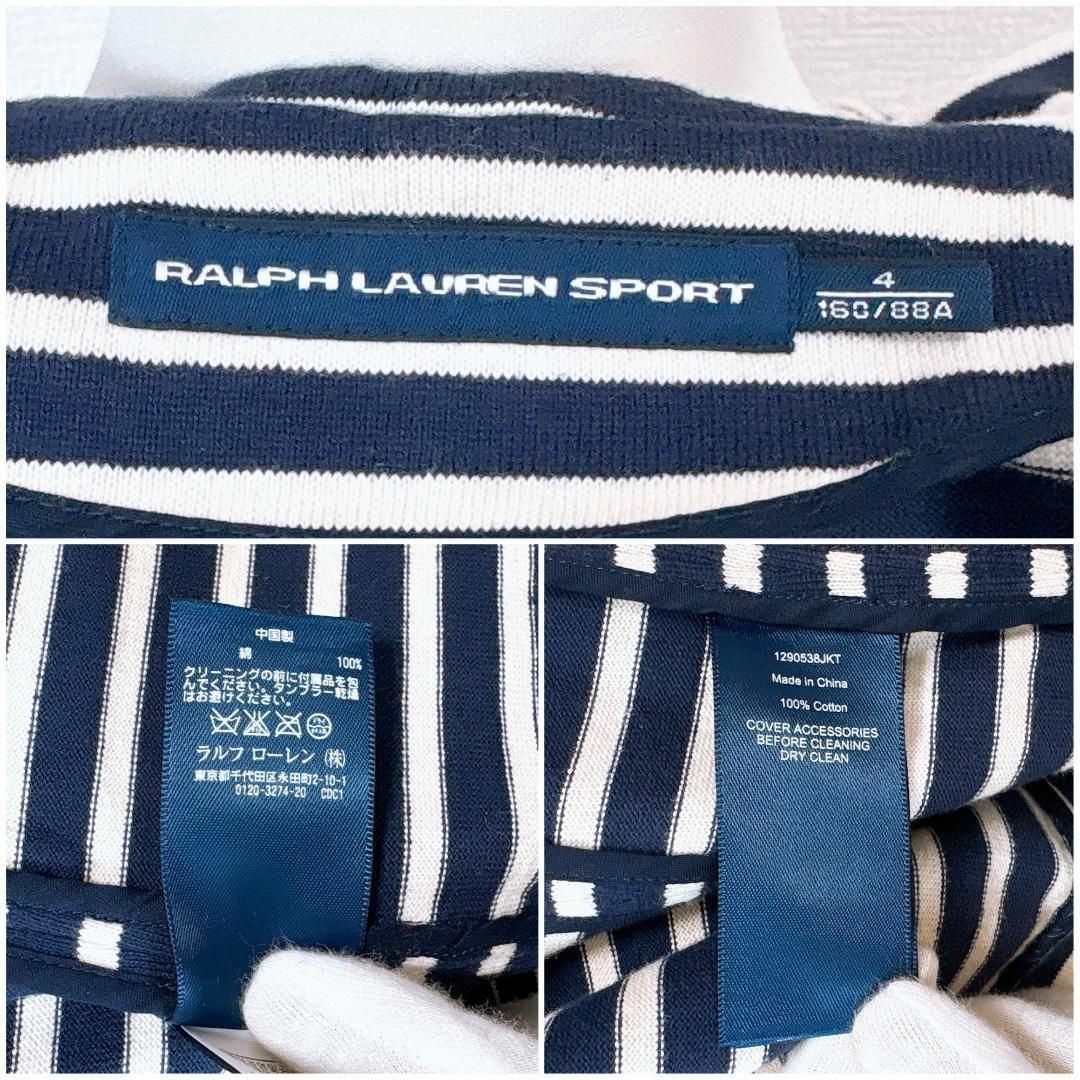 RALPH LAUREN SPORT
4
160/88A
中国製
綿 100%
クリーニングの前に付属品を包
んでください。タンブラー乾燥
はお避けください。
ドライ
ラルフ ローレン (株)
東京都千代田区永田町2-10-1
0120-3274-20 CDC1
1290538JKT
Made in China
100% Cotton
COVER ACCESSORIES
BEFORE CLEANING
DRY CLEAN